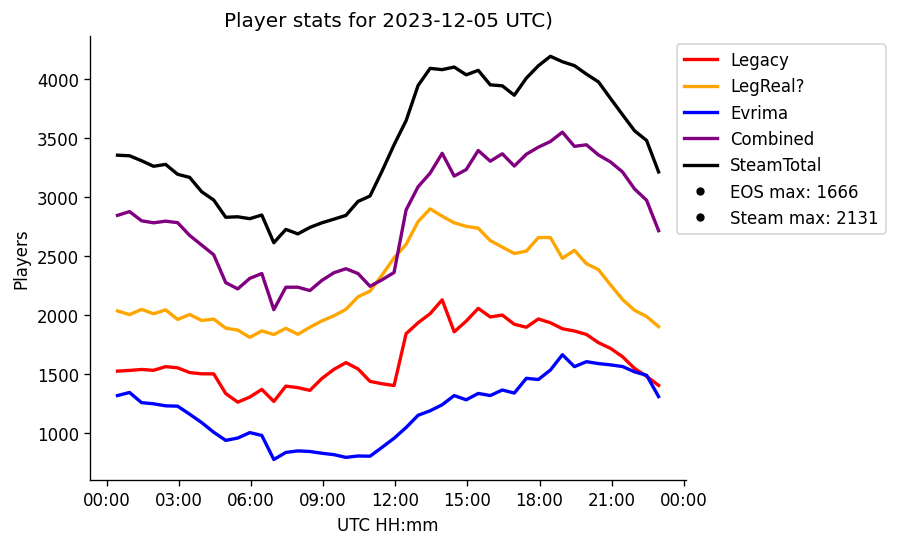 Player stats for 2023-12-05 UTC)
Legacy
LegReal?
Evrima
Combined
SteamTotal
EOS max: 1666
Steam max: 2131
Players
4000
3500
3000
2500
2000
1500
1000
00:00 03:00 06:00 09:00 12:00 15:00 18:00 21:00 00:00
UTC HH:mm